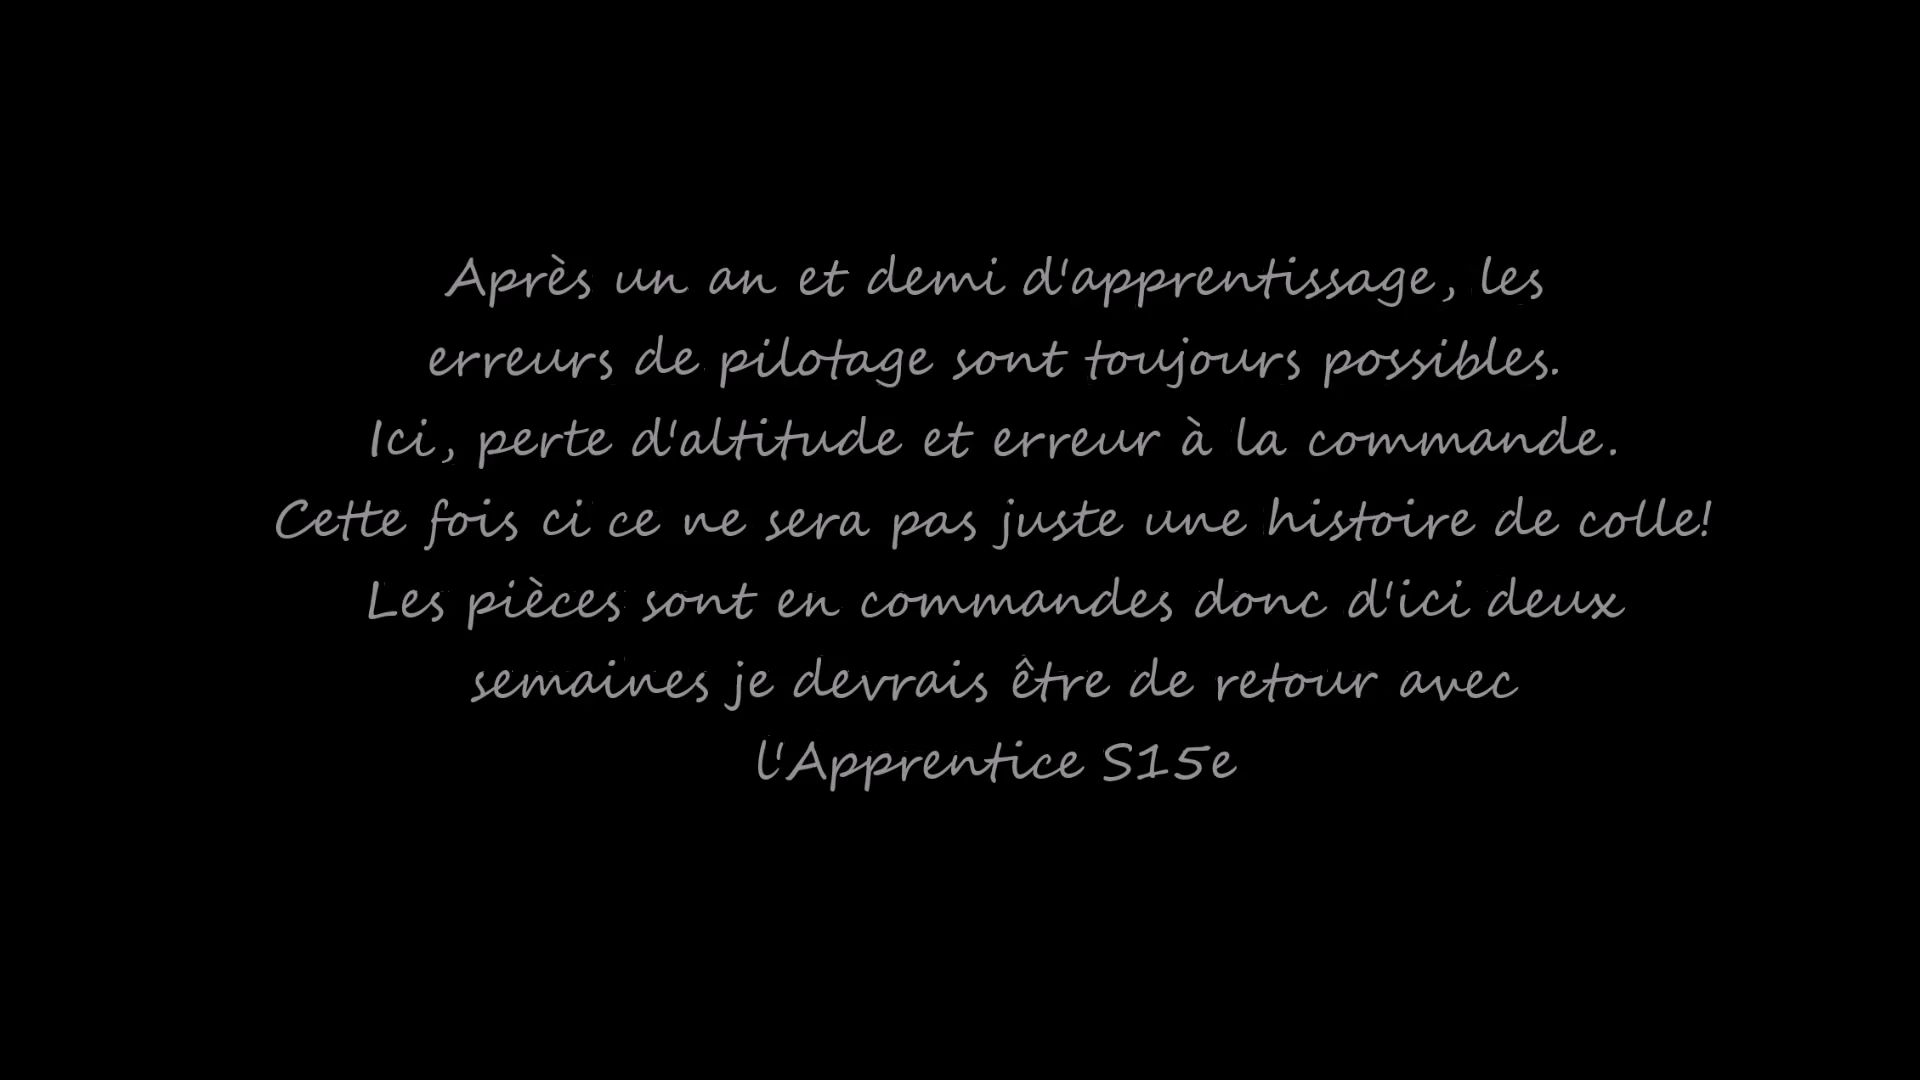 Après un an et demi d'apprentissage, les
erreurs de pilotage sont toujours possibles.
Ici, perte d'altitude et erreur à la commande.
Cette fois ci ce ne sera pas juste une histoire de colle!
Les pièces sont en commandes donc d'ici deux
semaines je devrais être de retour avec
l'Apprentice S15e